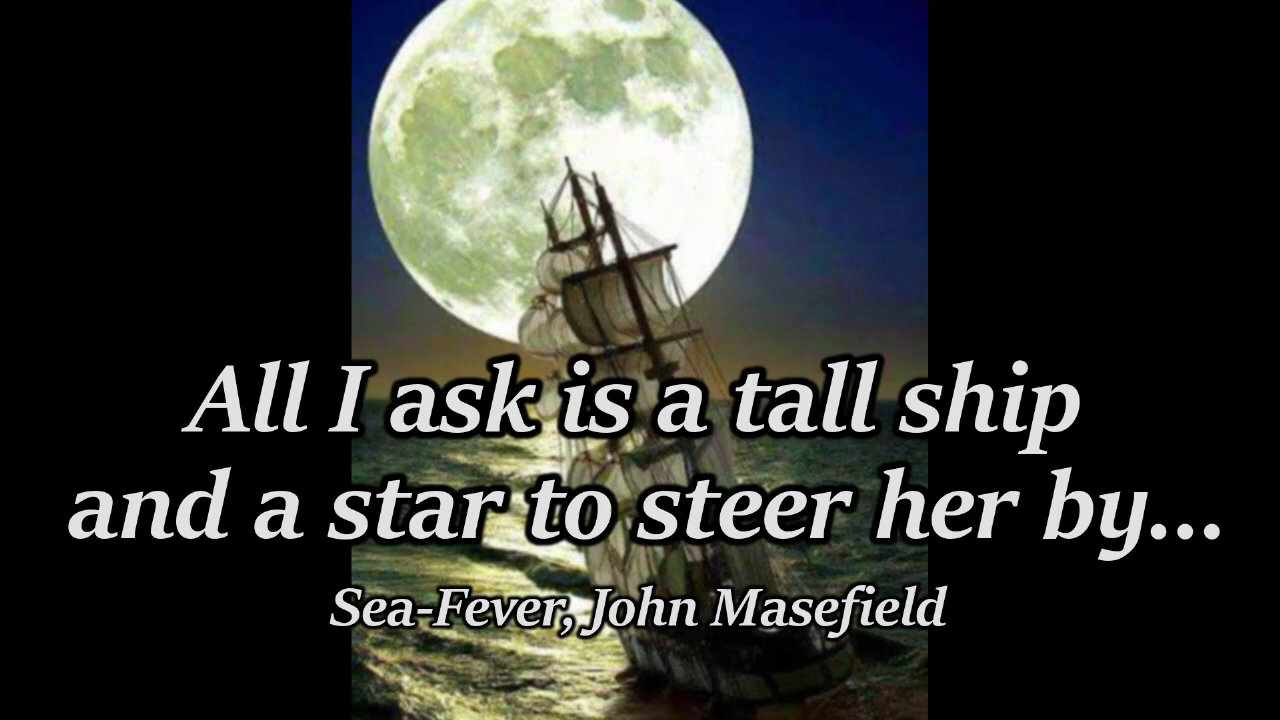 All I ask is a tall ship
and a star to steer her by...
Sea-Fever, John Masefield